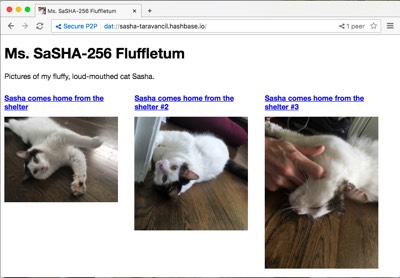 Ms. SaSHA-256 Fluffletum
Secure P2P
dat://sasha-taravancil.hashbase.io/
1 peer
Ms. SaSHA-256 Fluffletum
Pictures of my fluffy, loud-mouthed cat Sasha.
Sasha comes home from the
shelter
Sasha comes home from the
shelter #2
Sasha comes home from the
shelter #3